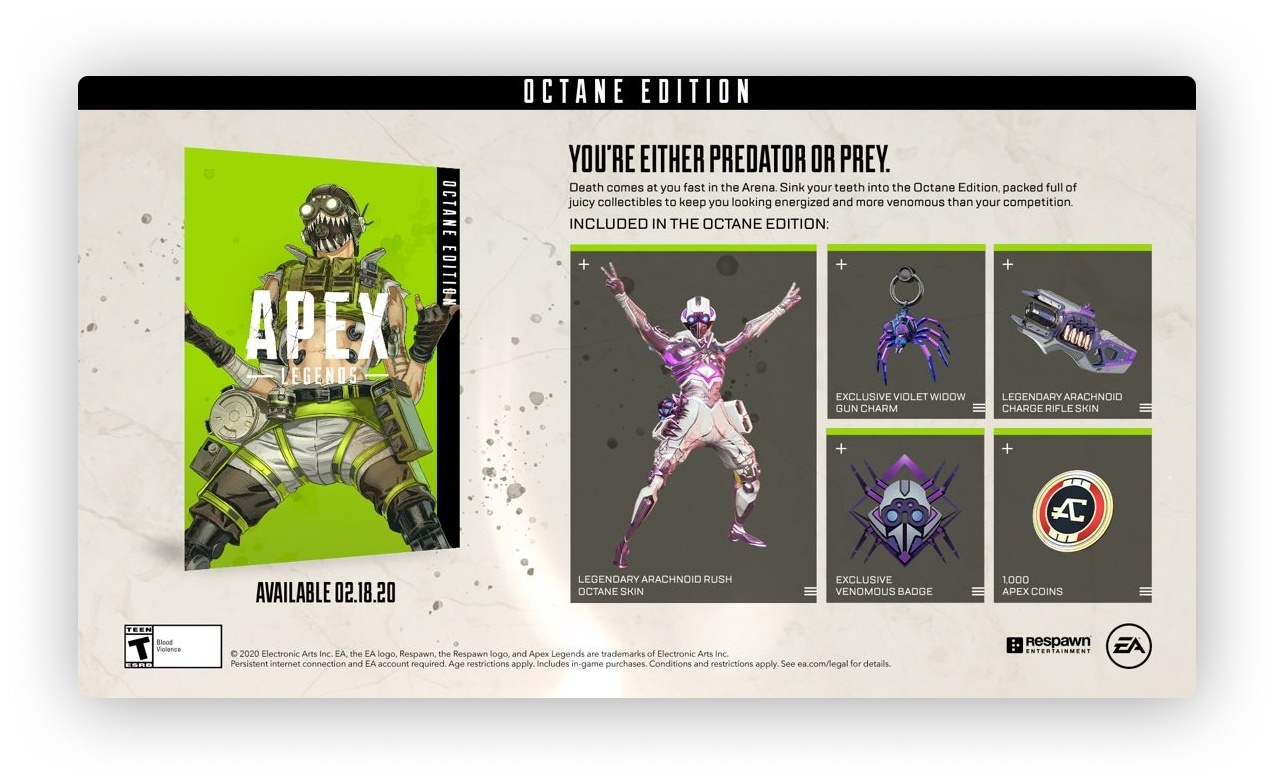 OCTANE EDITION
OCTANE EDITION
APEX
LEGENDS
AVAILABLE 02.18.20
YOU'RE EITHER PREDATOR OR PREY.
Death comes at you fast in the Arena. Sink your teeth into the Octane Edition, packed full of
juicy collectibles to keep you looking energized and more venomous than your competition.
INCLUDED IN THE OCTANE EDITION:
LEGENDARY ARACHNOID RUSH
OCTANE SKIN
EXCLUSIVE VIOLET WIDOW
GUN CHARM
LEGENDARY ARACHNOID
CHARGE RIFLE SKIN
EXCLUSIVE
VENOMOUS BADGE
AC
1,000
APEX COINS
TEEN
T
ESRB
Blood
Violence
© 2020 Electronic Arts Inc. EA, the EA logo, Respawn, the Respawn logo, and Apex Legends are trademarks of Electronic Arts Inc.
Persistent internet connection and EA account required. Age restrictions apply. Includes in-game purchases. Conditions and restrictions apply. See ea.com/legal for details.
Respawn
ENTERTAINMENT
EA